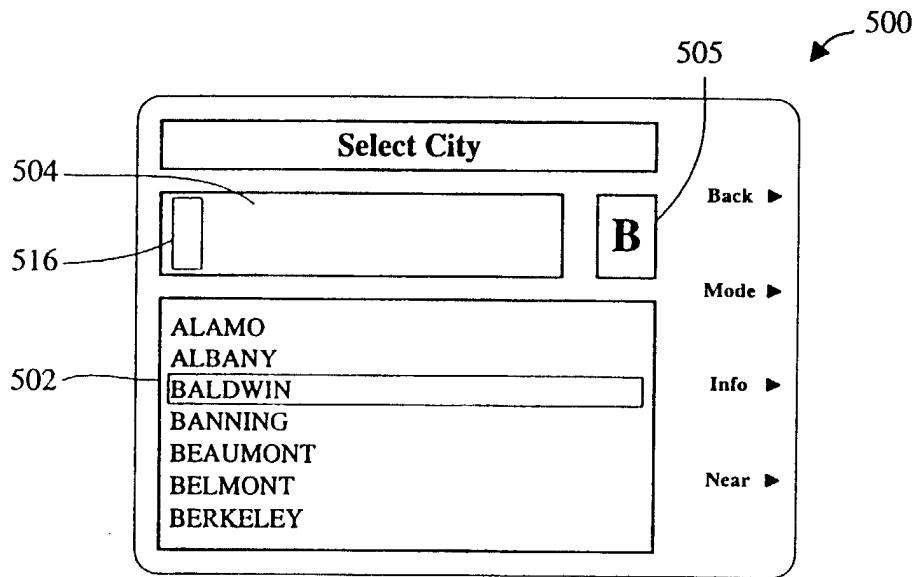 500
505
Select City
504
Back
B
516
Mode
ALAMO
ALBANY
502
BALDWIN
Info
BANNING
BEAUMONT
BELMONT
Near
BERKELEY